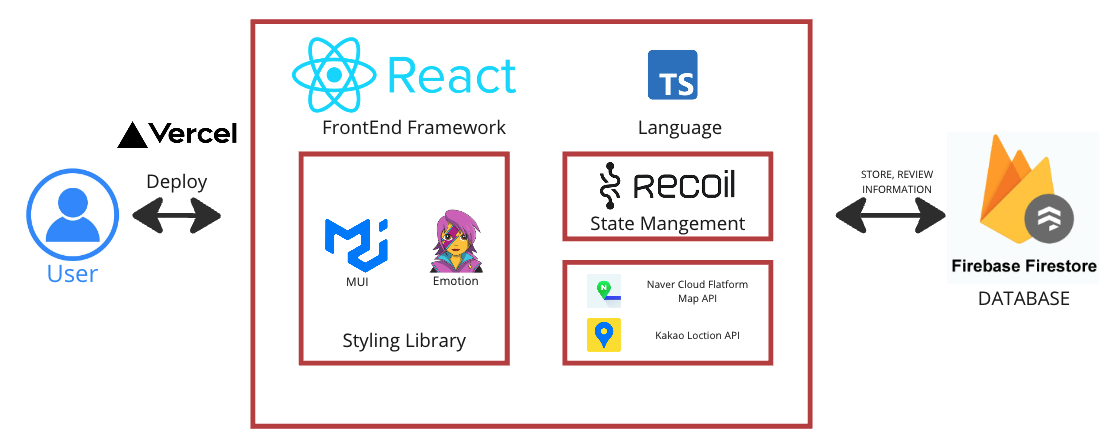 React
TS
FrontEnd Framework
Language
Vercel
Deploy
User
MUI
Emotion
Styling Library
RECOIL
State Mangement
N
Naver Cloud Flatform
Map API
Kakao Loction API
STORE, REVIEW
INFORMATION
Firebase Firestore
DATABASE